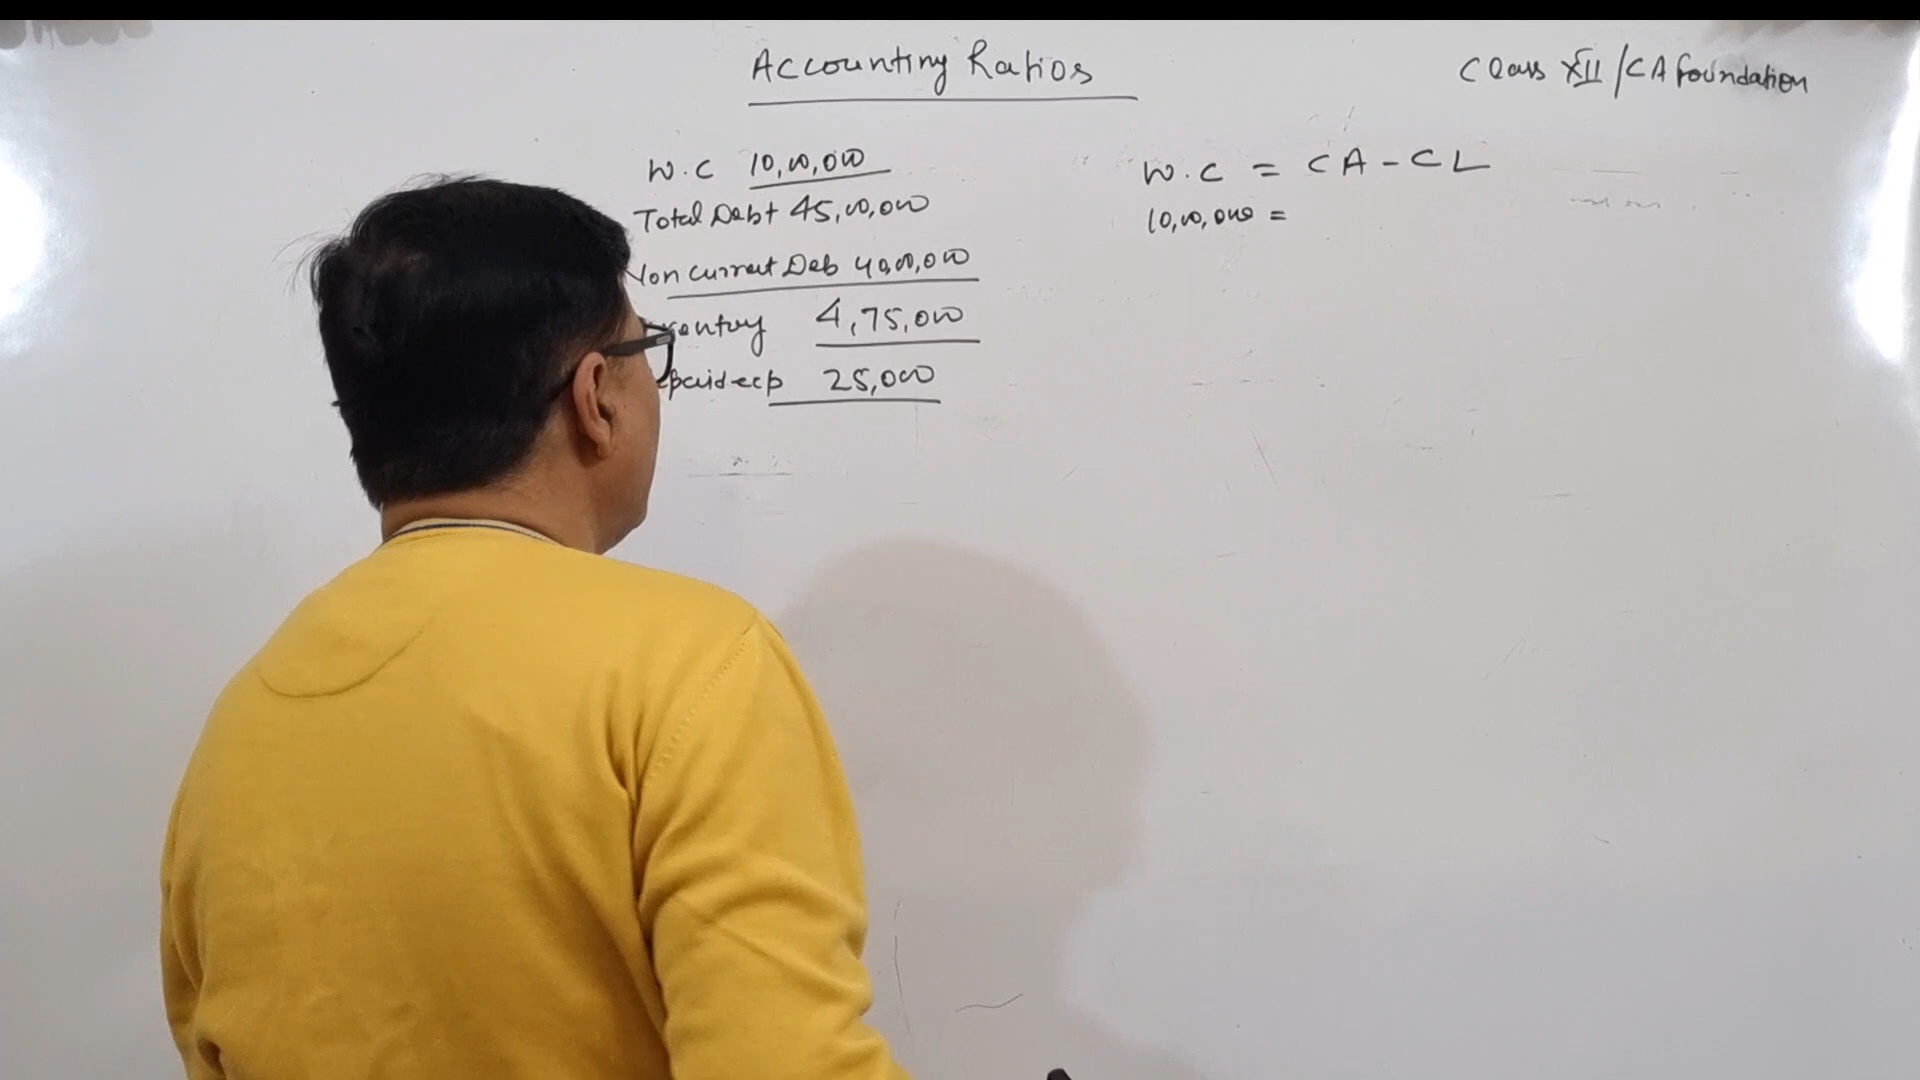 Accounting Ratios
Class XII / CA foundation
W.C 10,00,000
Total Debt 45,00,000
Non current Deb 40,00,000
4,75,000
25,000
W.C = CA - CL
10,00,000 =